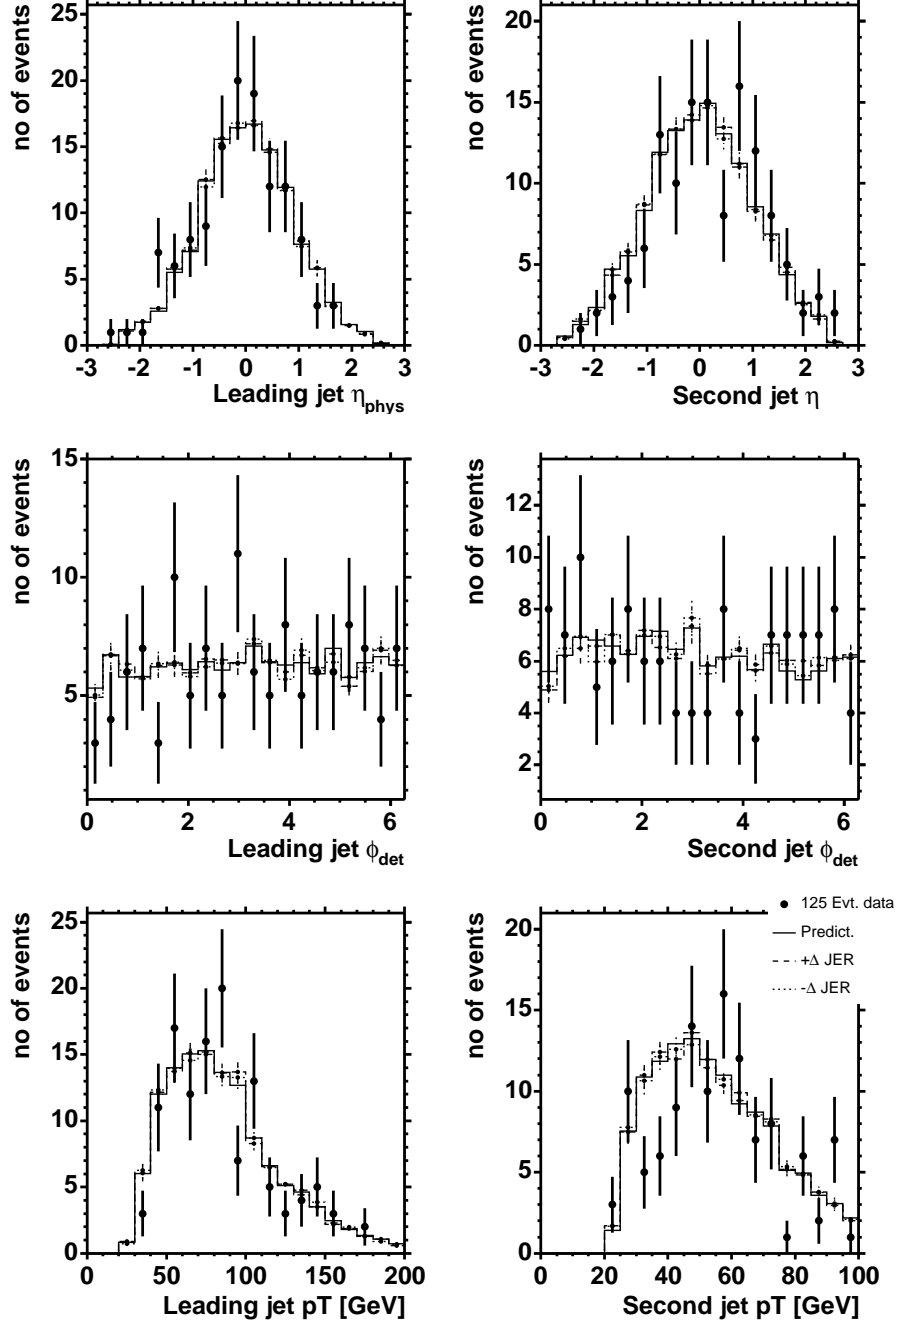 no of events
25
20
15
10
5
0
-3 -2 -1 0 1 2 3
Leading jet ηphys
no of events
20
15
10
5
0
-3 -2 -1 0 1 2 3
Second jet η
no of events
15
10
5
0 2 4 6
Leading jet ϕdet
no of events
12
10
8
6
4
2
0 2 4 6
Second jet ϕdet
no of events
25
20
15
10
5
0
0 50 100 150 200
Leading jet pT [GeV]
no of events
20
15
10
5
0
0 20 40 60 80 100
Second jet pT [GeV]
125 Evt. data
Predict.
+Δ JER
-Δ JER